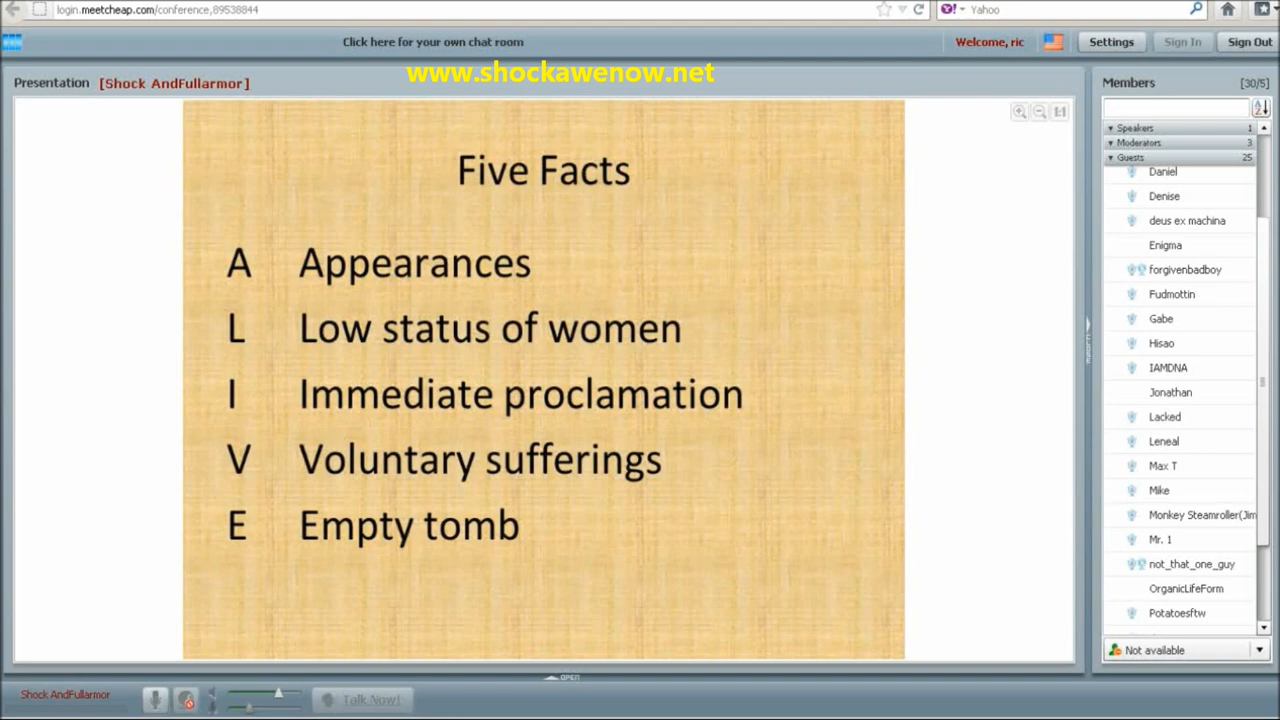 login.meetcheap.com/conference,89538844
Yahoo
Click here for your own chat room
Welcome, ric
Settings
Sign In
Sign Out
www.shockawenow.net
Presentation [Shock AndFullarmor]
Members [30/5]
Five Facts
A Appearances
L Low status of women
I Immediate proclamation
V Voluntary sufferings
E Empty tomb
Speakers 1
Moderators 3
Guests 25
Daniel
Denise
deus ex machina
Enigma
forgivenbadboy
Fudmottin
Gabe
Hisao
IAMDNA
Jonathan
Lacked
Leneal
Max T
Mike
Monkey Steamroller(Jim
Mr. 1
not_that_one_guy
OrganicLifeForm
Potatoesftw
Not available
OPEN
Shock AndFullarmor
Talk Now!